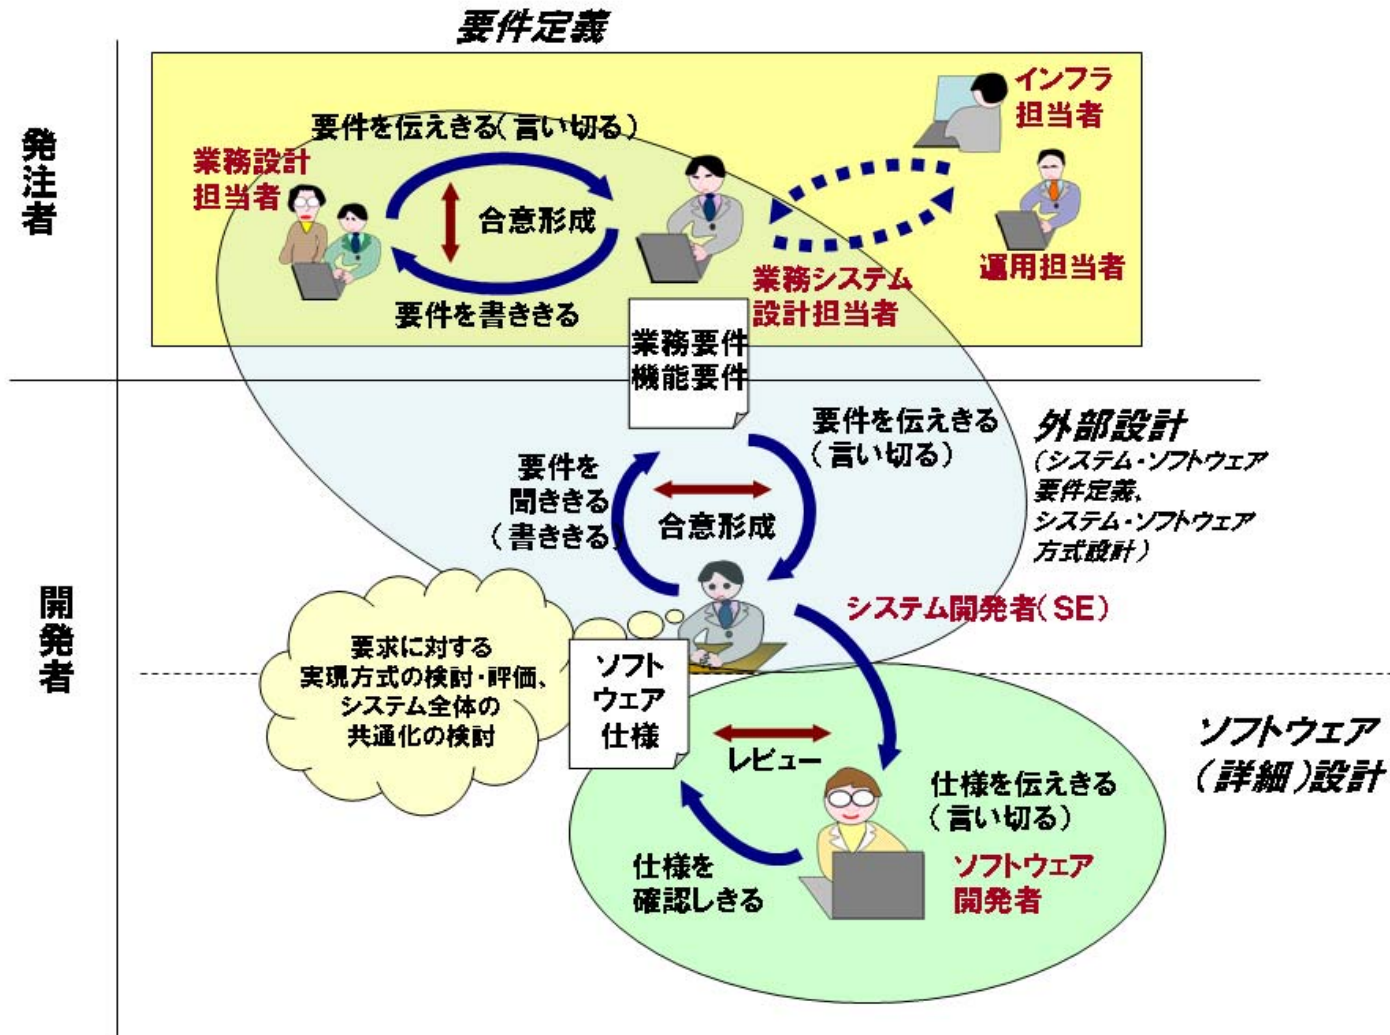 要件定義
発注者
インフラ
担当者
要件を伝えきる(言い切る)
業務設計
担当者
合意形成
運用担当者
業務システム
設計担当者
要件を書ききる
業務要件
機能要件
要件を伝えきる
(言い切る)
外部設計
(システム・ソフトウェア
要件定義、
システム・ソフトウェア
方式設計)
要件を
聞ききる
(書ききる)
合意形成
開発者
システム開発者(SE)
要求に対する
実現方式の検討・評価、
システム全体の
共通化の検討
ソフト
ウェア
仕様
レビュー
ソフトウェア
(詳細)設計
仕様を伝えきる
(言い切る)
仕様を
確認しきる
ソフトウェア
開発者